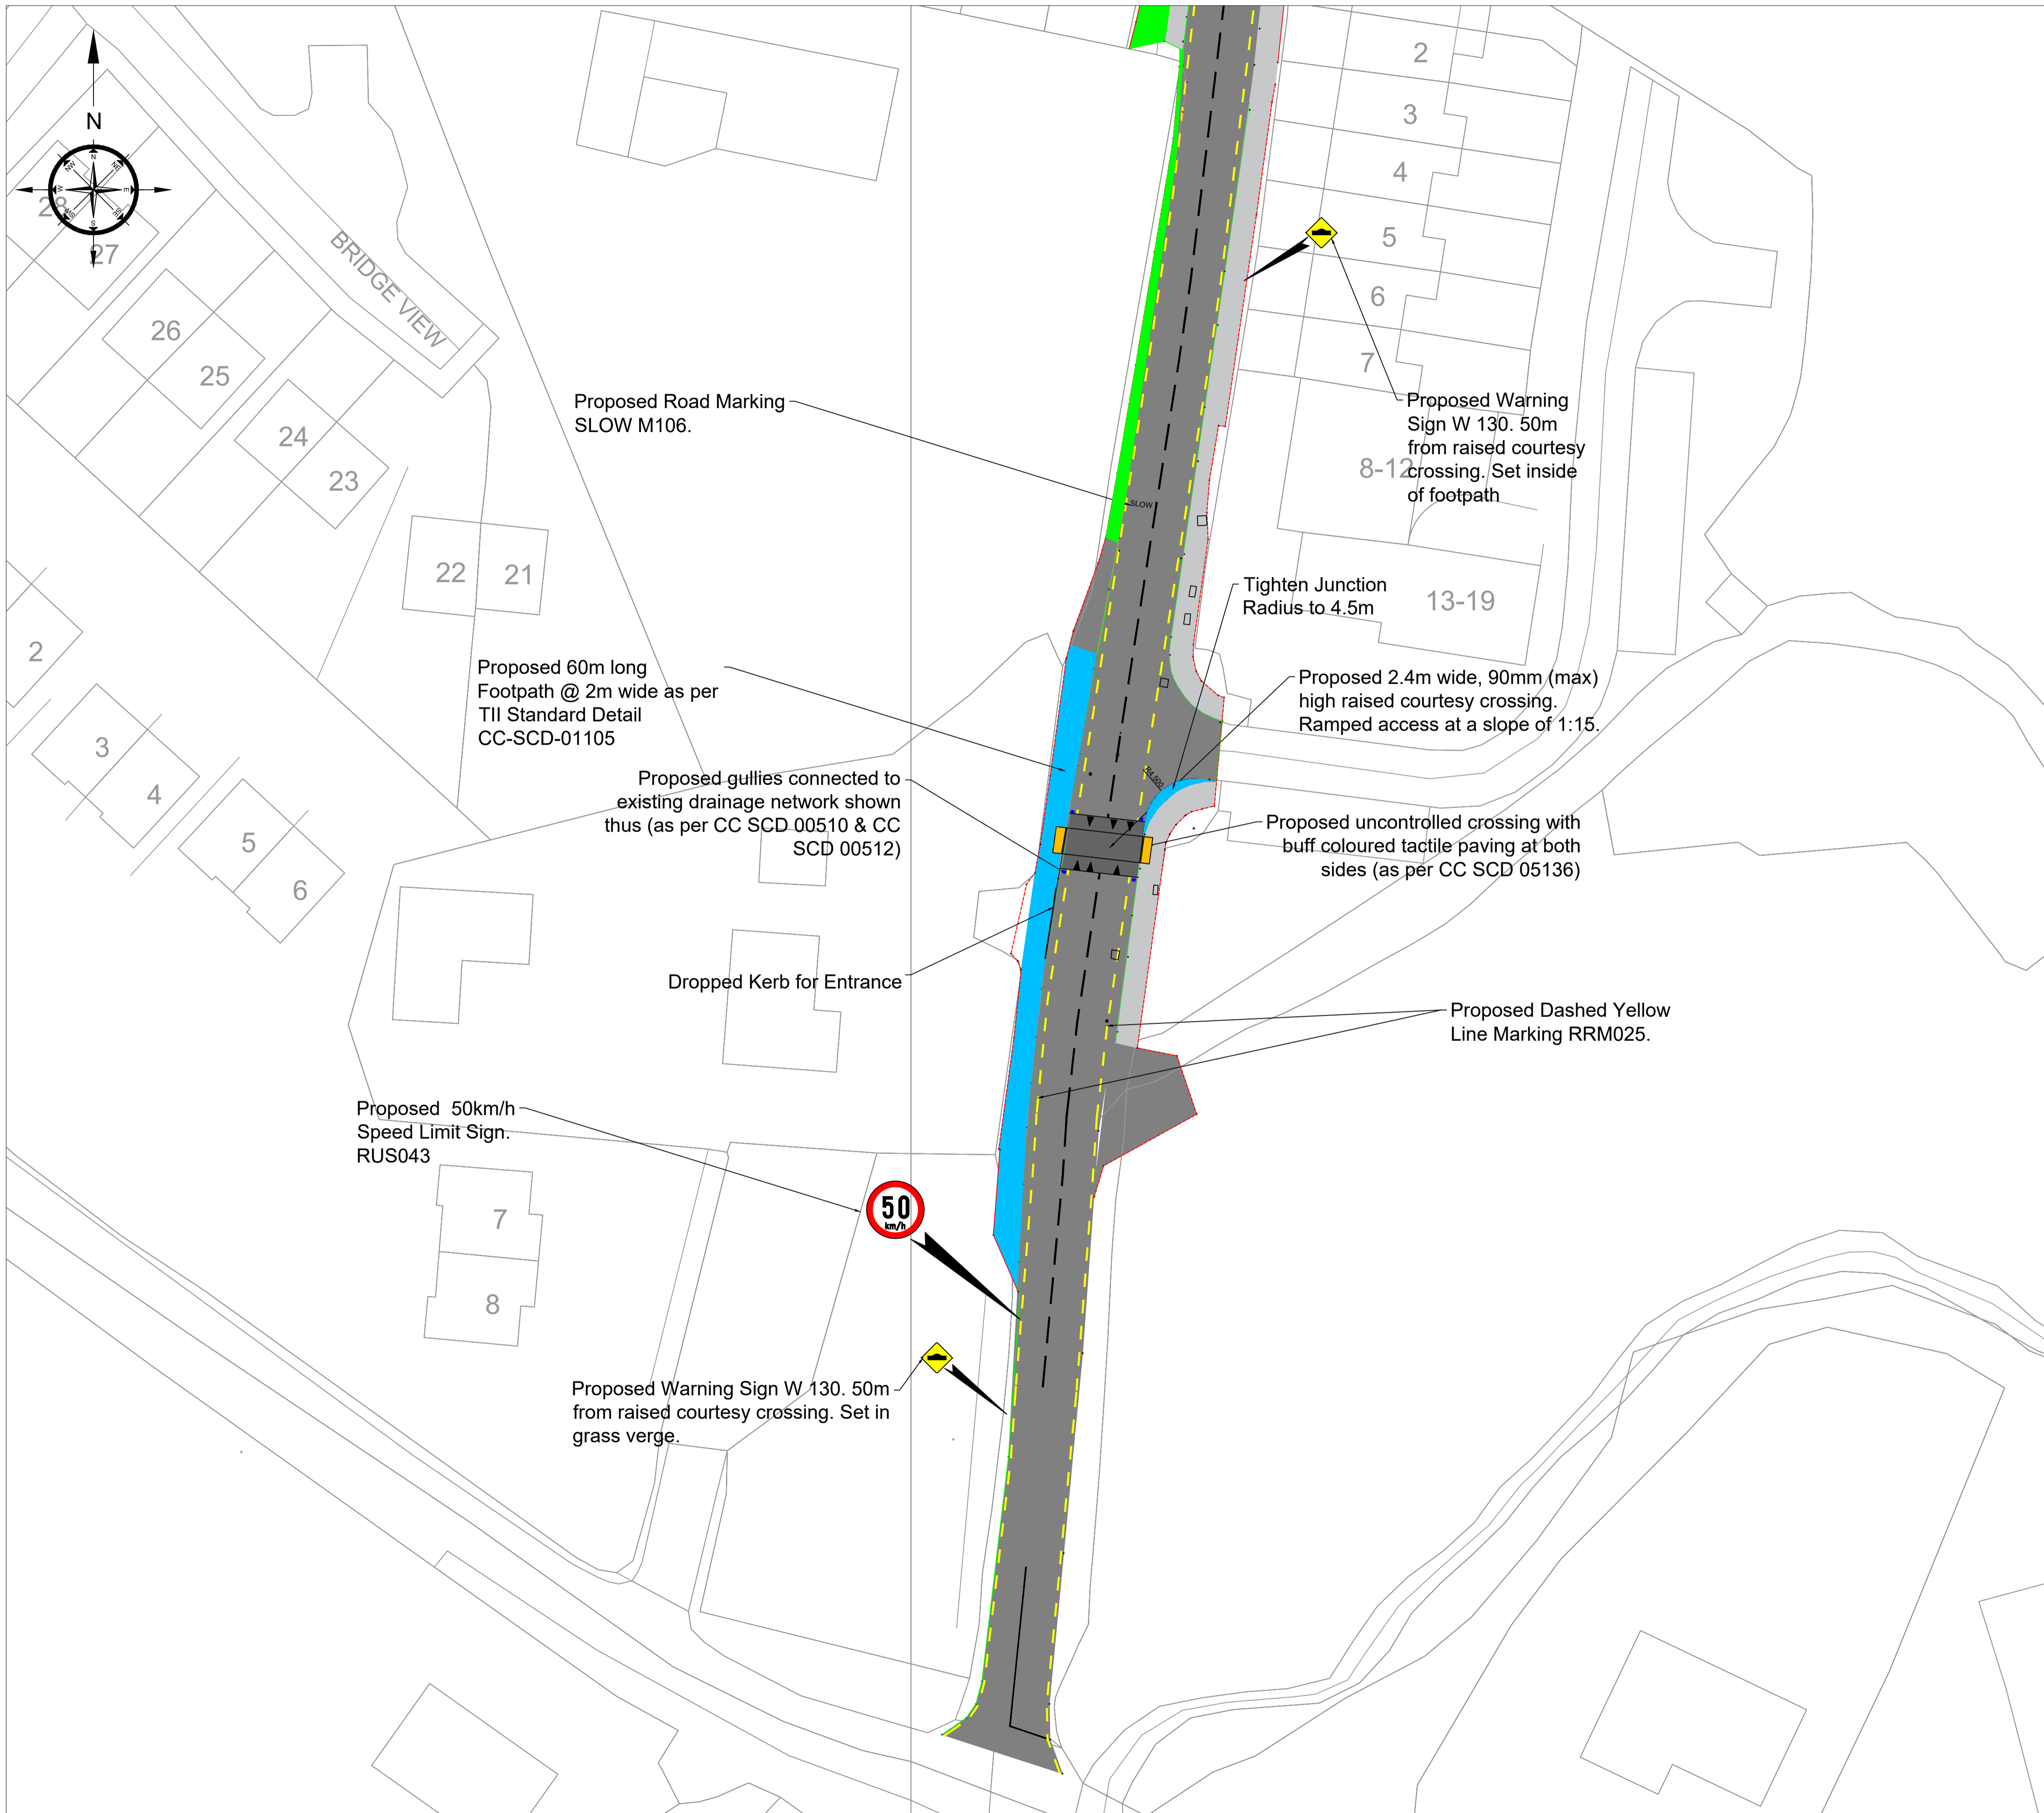 N
N
NW
NE
W
E
SW
SE
S
28
27
BRIDGE VIEW
26
25
24
23
22
21
2
3
4
5
6
7
8
2
3
4
5
6
7
8-12
13-19
Proposed Road Marking
SLOW M106.
SLOW
Proposed Warning
Sign W 130. 50m
from raised courtesy
crossing. Set inside
of footpath
Tighten Junction
Radius to 4.5m
Proposed 60m long
Footpath @ 2m wide as per
TII Standard Detail
CC-SCD-01105
Proposed 2.4m wide, 90mm (max)
high raised courtesy crossing.
Ramped access at a slope of 1:15.
R4.500
Proposed gullies connected to
existing drainage network shown
thus (as per CC SCD 00510 & CC
SCD 00512)
Proposed uncontrolled crossing with
buff coloured tactile paving at both
sides (as per CC SCD 05136)
Dropped Kerb for Entrance
Proposed Dashed Yellow
Line Marking RRM025.
Proposed 50km/h
Speed Limit Sign.
RUS043
50
km/h
Proposed Warning Sign W 130. 50m
from raised courtesy crossing. Set in
grass verge.